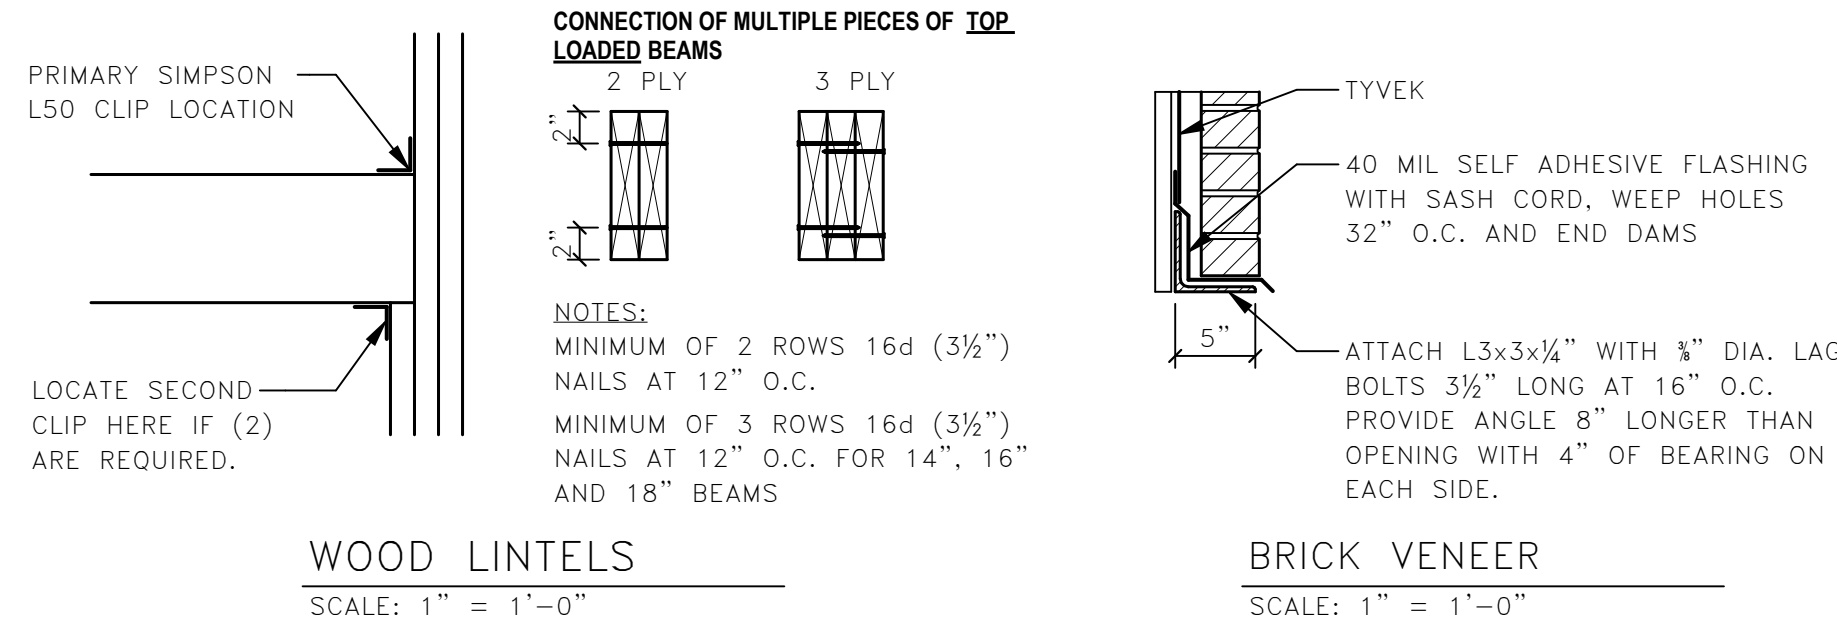 PRIMARY SIMPSON
L50 CLIP LOCATION
LOCATE SECOND
CLIP HERE IF (2)
ARE REQUIRED.
CONNECTION OF MULTIPLE PIECES OF TOP
LOADED BEAMS
2 PLY
3 PLY
2"
2"
NOTES:
MINIMUM OF 2 ROWS 16d (3½")
NAILS AT 12" O.C.
MINIMUM OF 3 ROWS 16d (3½")
NAILS AT 12" O.C. FOR 14", 16"
AND 18" BEAMS
WOOD LINTELS
SCALE: 1" = 1'-0"
TYVEK
40 MIL SELF ADHESIVE FLASHING
WITH SASH CORD, WEEP HOLES
32" O.C. AND END DAMS
5"
ATTACH L3x3x¼" WITH ⅜" DIA. LAG
BOLTS 3½" LONG AT 16" O.C.
PROVIDE ANGLE 8" LONGER THAN
OPENING WITH 4" OF BEARING ON
EACH SIDE.
BRICK VENEER
SCALE: 1" = 1'-0"